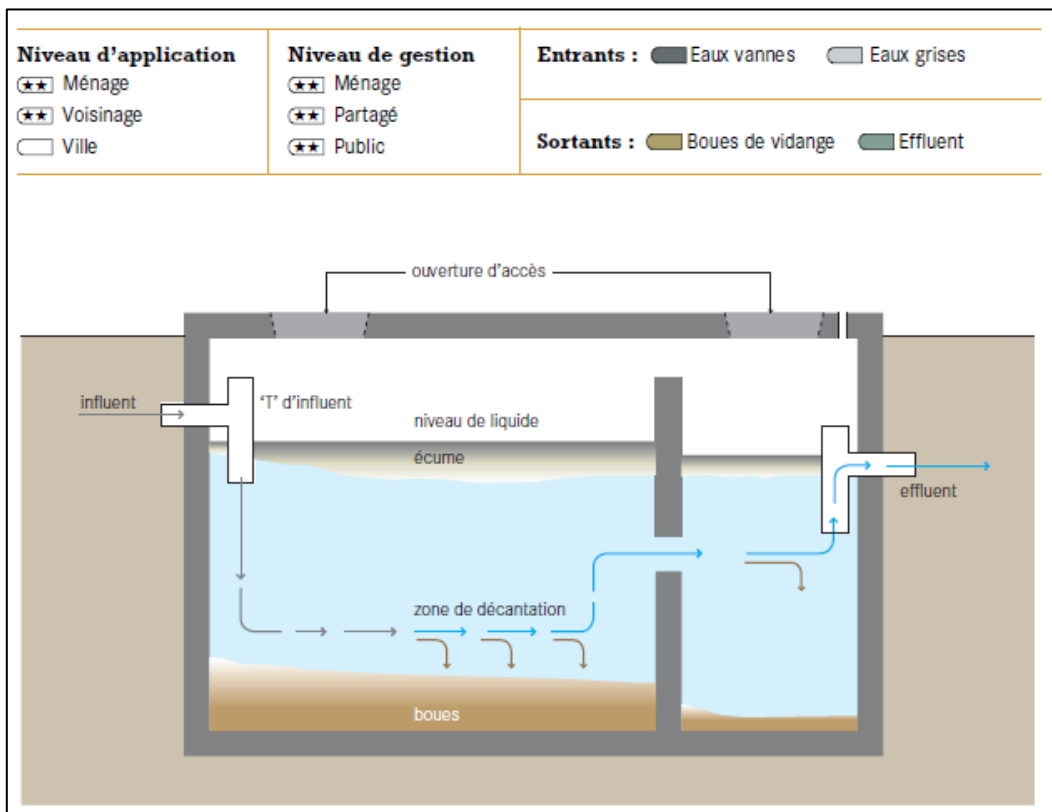 Niveau d'application
★★ Ménage
★★ Voisinage
Ville
Niveau de gestion
★★ Ménage
★★ Partagé
★★ Public
Entrants : Eaux vannes Eaux grises
Sortants : Boues de vidange Effluent
ouverture d'accès
influent
'T' d'influent
niveau de liquide
écume
effluent
zone de décantation
boues